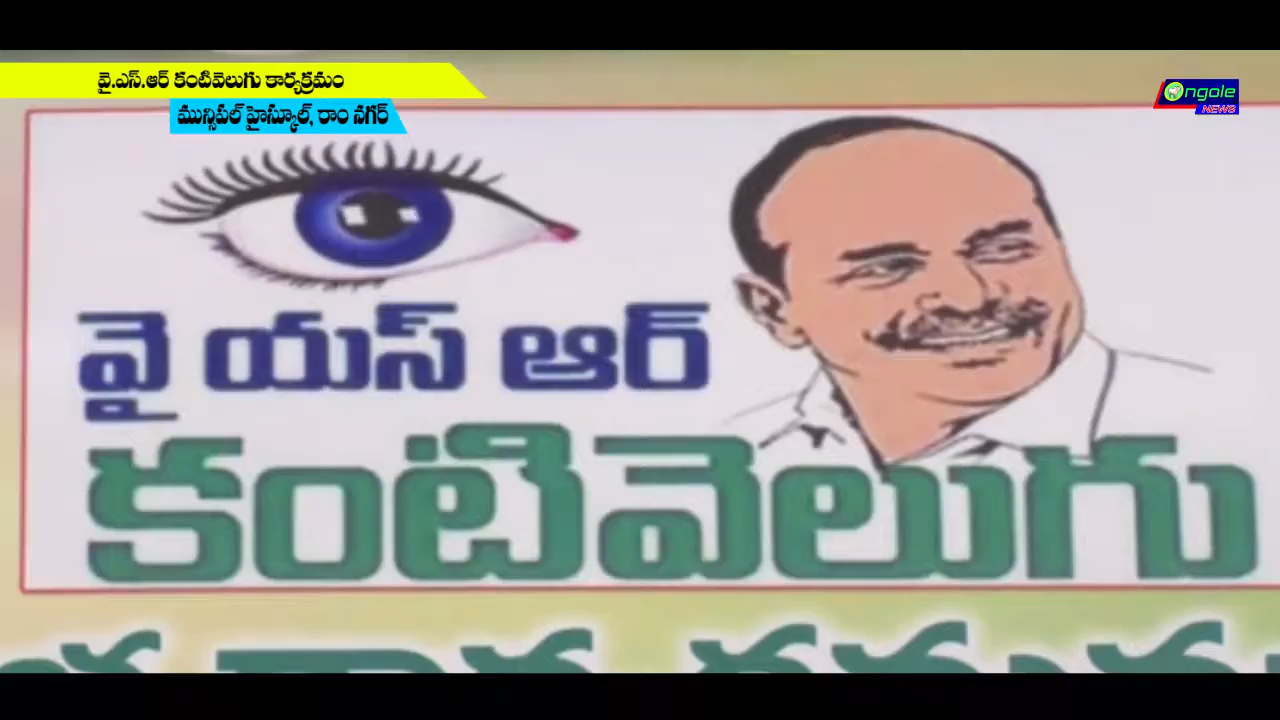 వై.ఎస్.ఆర్ కంటివెలుగు కార్యక్రమం
మున్సిపల్ హైస్కూల్, రాం నగర్
Ongole
NEWS
వై యస్ ఆర్
కంటివెలుగు